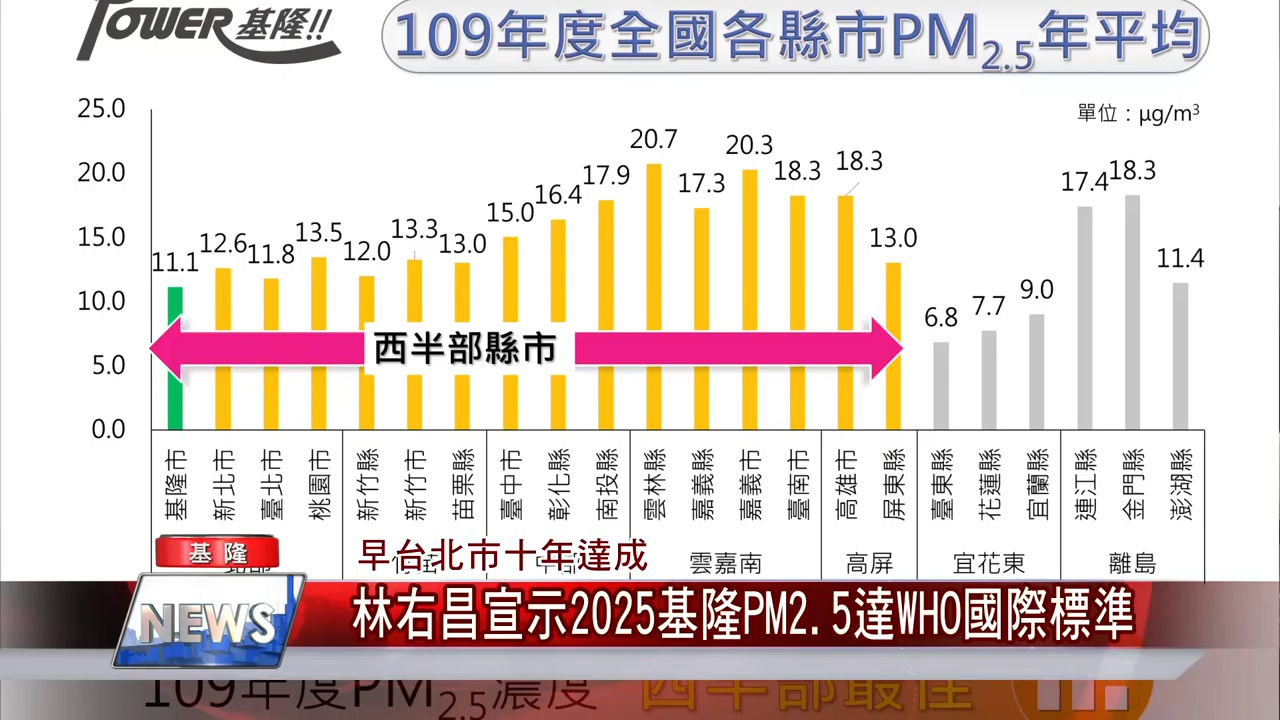 POWER基隆!!
109年度全國各縣市PM2.5年平均
單位：μg/m³
25.0
20.0
15.0
10.0
5.0
0.0
11.1
12.6
11.8
13.5
12.0
13.3
13.0
15.0
16.4
17.9
20.7
17.3
20.3
18.3
18.3
13.0
6.8
7.7
9.0
17.4
18.3
11.4
西半部縣市
基隆市
新北市
臺北市
桃園市
新竹縣
新竹市
苗栗縣
臺中市
彰化縣
南投縣
雲林縣
嘉義縣
嘉義市
臺南市
高雄市
屏東縣
臺東縣
花蓮縣
宜蘭縣
連江縣
金門縣
澎湖縣
雲嘉南
高屏
宜花東
離島
基隆
早台北市十年達成
NEWS
林右昌宣示2025基隆PM2.5達WHO國際標準
109年度PM2.5濃度 西半部最佳